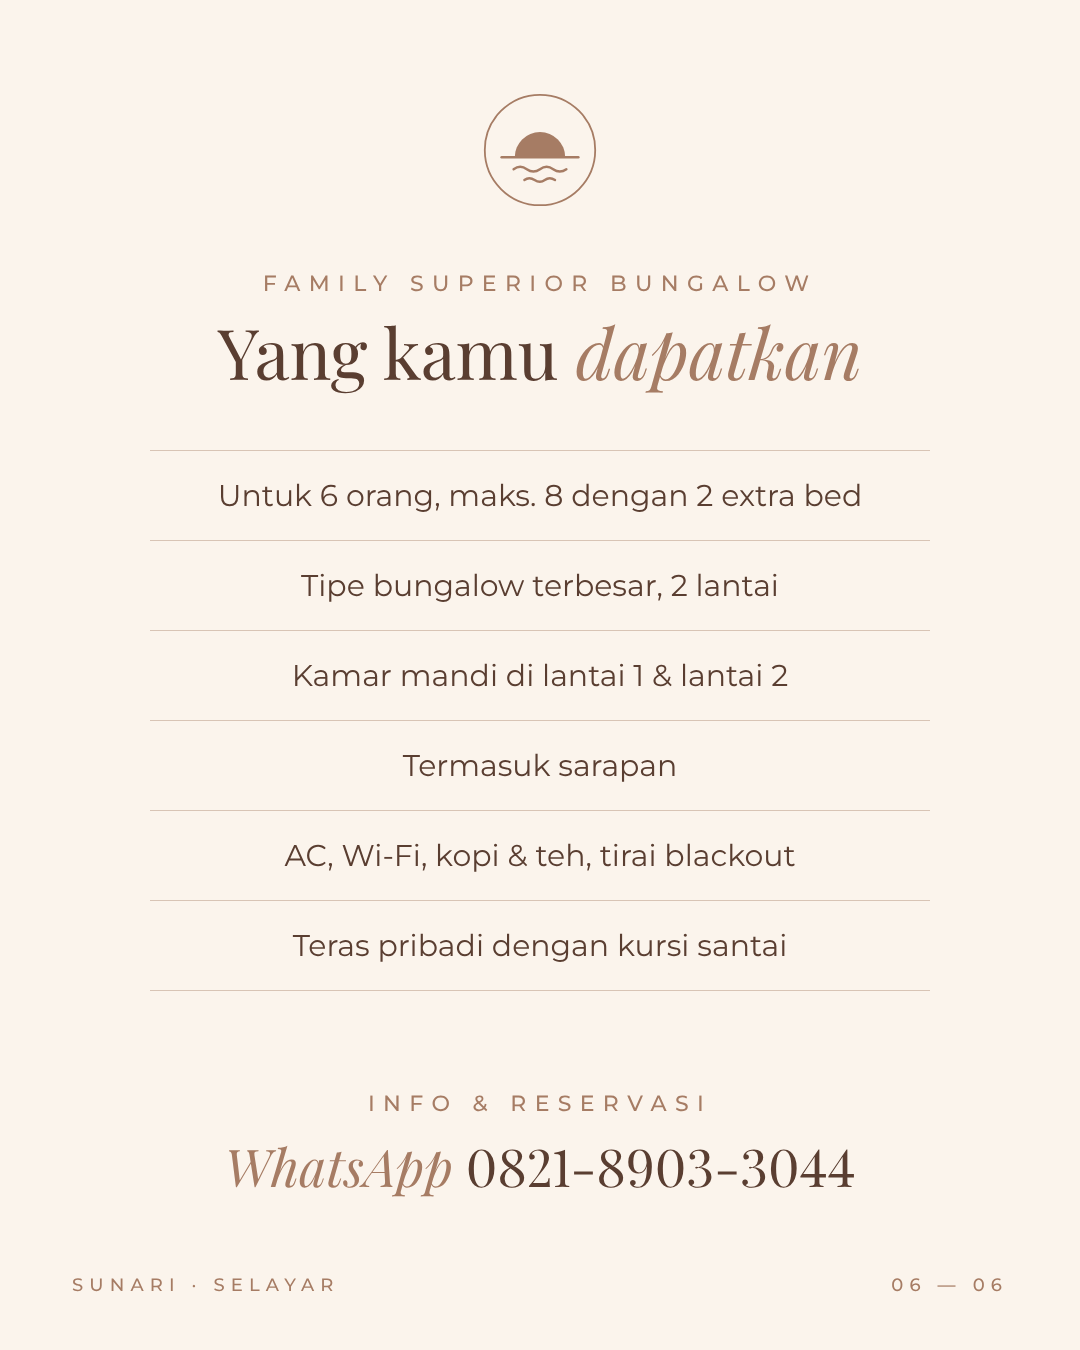 FAMILY SUPERIOR BUNGALOW
Yang kamu dapatkan
Untuk 6 orang, maks. 8 dengan 2 extra bed
Tipe bungalow terbesar, 2 lantai
Kamar mandi di lantai 1 & lantai 2
Termasuk sarapan
AC, Wi-Fi, kopi & teh, tirai blackout
Teras pribadi dengan kursi santai
INFO & RESERVASI
WhatsApp 0821-8903-3044
SUNARI · SELAYAR
06 — 06